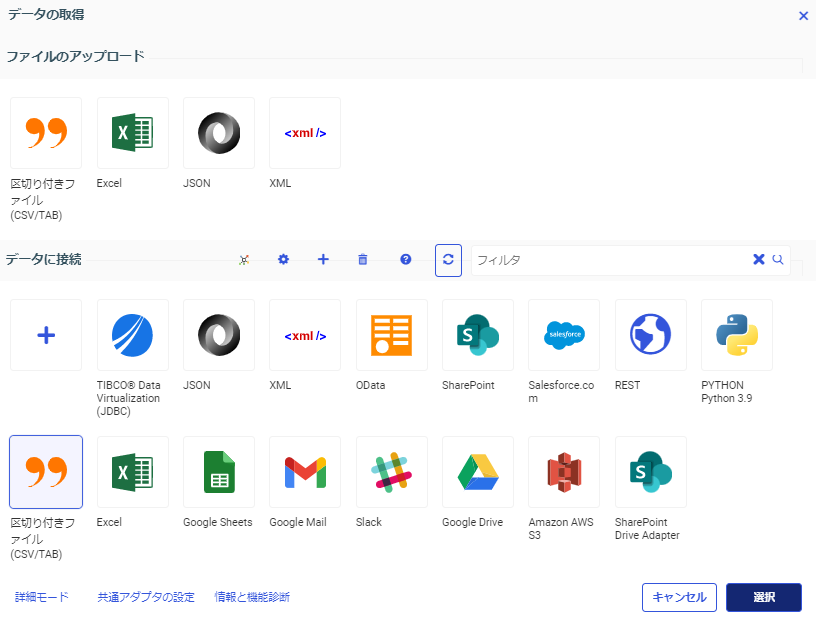 データの取得
ファイルのアップロード
<xml />
区切り付きフ
ァイル
(CSV/TAB)
Excel
JSON
XML
データに接続
フィルタ
<xml />
salesforce
TIBCO® Data
Virtualization
(JDBC)
JSON
XML
OData
SharePoint
Salesforce.co
m
REST
PYTHON
Python 3.9
区切り付きフ
ァイル
(CSV/TAB)
Excel
Google Sheets
Google Mail
Slack
Google Drive
Amazon AWS
S3
SharePoint
Drive Adapter
詳細モード
共通アダプタの設定
情報と機能診断
キャンセル
選択